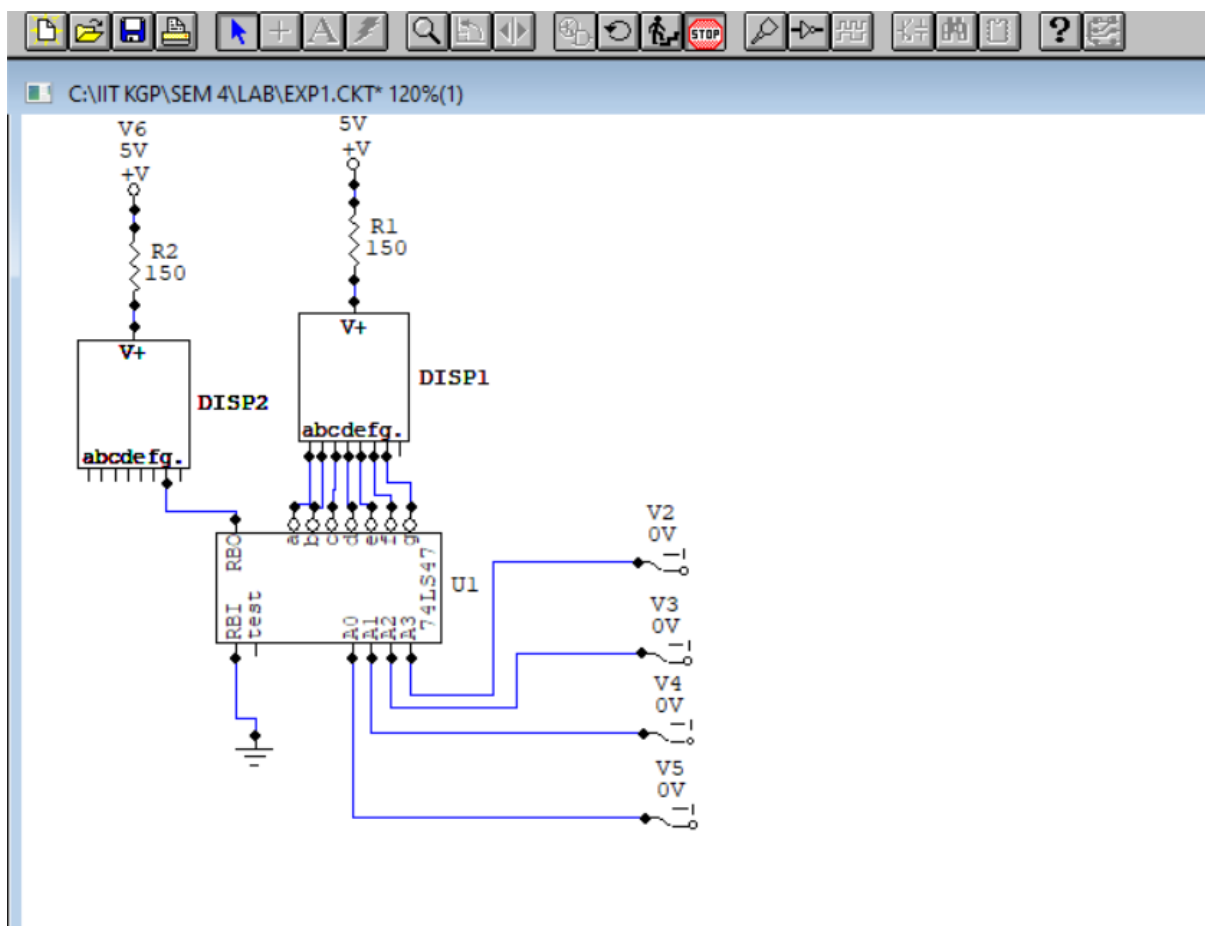 STOP
A
?
C:\IIT KGP\SEM 4\LAB\EXP1.CKT* 120%(1)
V6
5V
+V
5V
+V
R2
150
R1
150
V+
V+
DISP2
DISP1
abcdefg.
abcdefg.
RBO
a
b
c
d
e
f
g
RBI
test
A0
A1
A2
A3
74LS47
U1
V2
0V
V3
0V
V4
0V
V5
0V